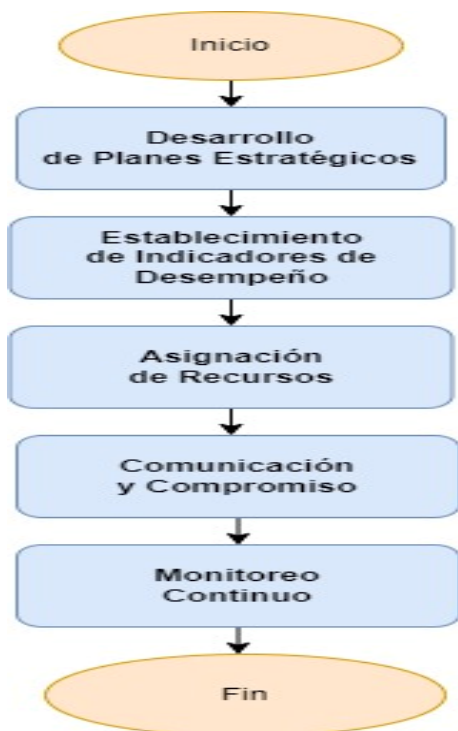 Inicio
Desarrollo
de Planes Estratégicos
Establecimiento
de Indicadores de
Desempeño
Asignación
de Recursos
Comunicación
y Compromiso
Monitoreo
Continuo
Fin